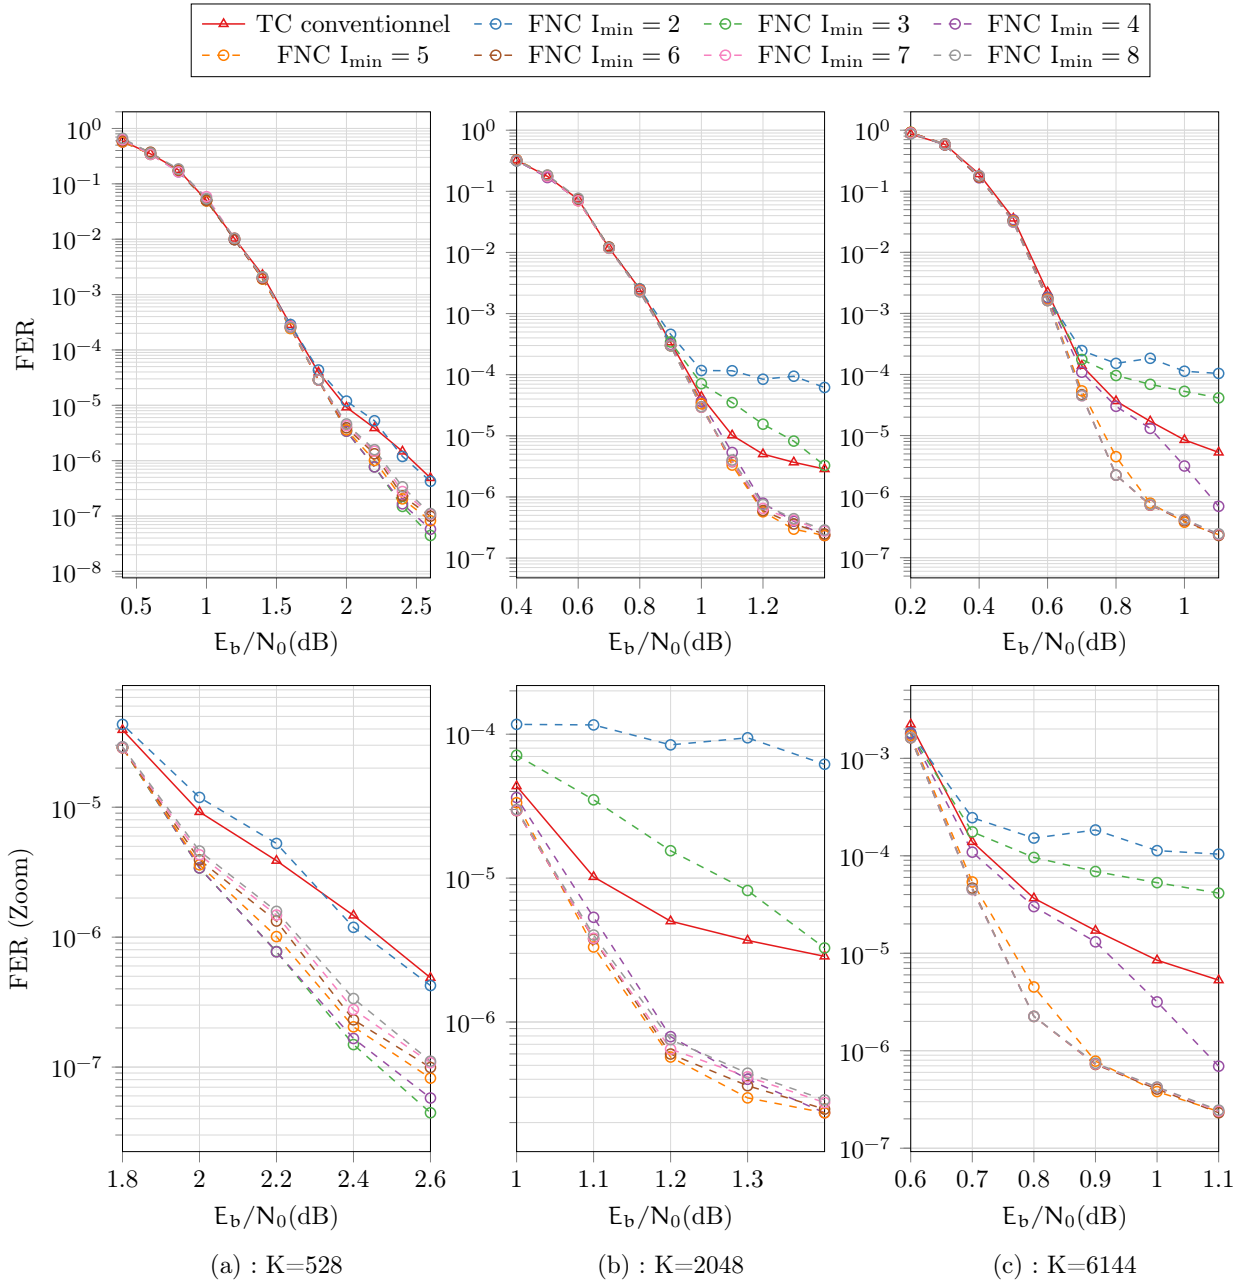 TC conventionnel FNC I_min = 2 FNC I_min = 3 FNC I_min = 4
FNC I_min = 5 FNC I_min = 6 FNC I_min = 7 FNC I_min = 8
FER
10^0
10^−1
10^−2
10^−3
10^−4
10^−5
10^−6
10^−7
10^−8
0.5 1 1.5 2 2.5
E_b/N_0(dB)
10^0
10^−1
10^−2
10^−3
10^−4
10^−5
10^−6
10^−7
0.4 0.6 0.8 1 1.2
E_b/N_0(dB)
10^0
10^−1
10^−2
10^−3
10^−4
10^−5
10^−6
10^−7
0.2 0.4 0.6 0.8 1
E_b/N_0(dB)
FER (Zoom)
10^−5
10^−6
10^−7
1.8 2 2.2 2.4 2.6
E_b/N_0(dB)
(a) : K=528
10^−4
10^−5
10^−6
1 1.1 1.2 1.3
E_b/N_0(dB)
(b) : K=2048
10^−3
10^−4
10^−5
10^−6
10^−7
0.6 0.7 0.8 0.9 1 1.1
E_b/N_0(dB)
(c) : K=6144